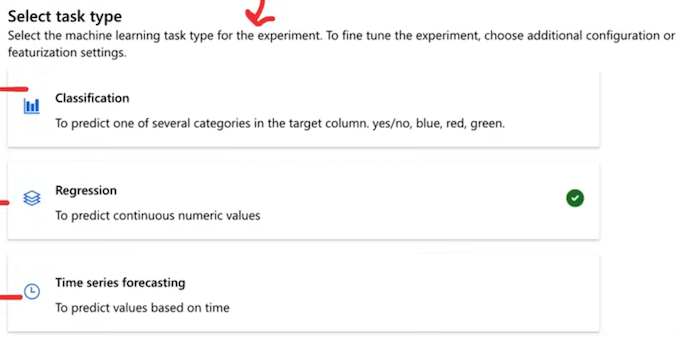 Select task type
Select the machine learning task type for the experiment. To fine tune the experiment, choose additional configuration or
featurization settings.
Classification
To predict one of several categories in the target column. yes/no, blue, red, green.
Regression
To predict continuous numeric values
Time series forecasting
To predict values based on time